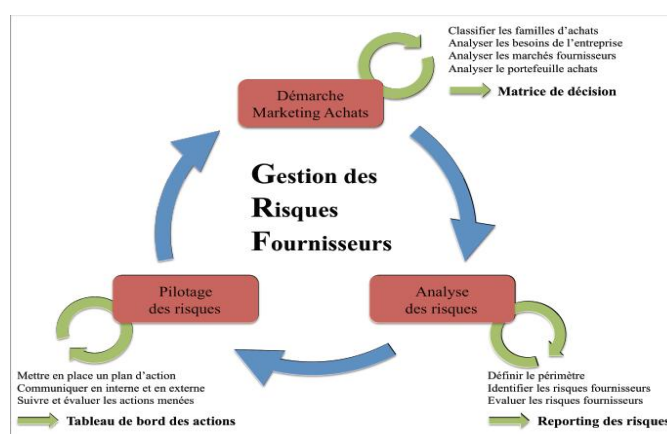 Classifier les familles d'achats
Analyser les besoins de l'entreprise
Analyser les marchés fournisseurs
Analyser le portefeuille achats
Matrice de décision
Démarche
Marketing Achats
Gestion des
Risques
Fournisseurs
Pilotage
des risques
Analyse
des risques
Mettre en place un plan d'action
Communiquer en interne et en externe
Suivre et évaluer les actions menées
Tableau de bord des actions
Définir le périmètre
Identifier les risques fournisseurs
Evaluer les risques fournisseurs
Reporting des risques